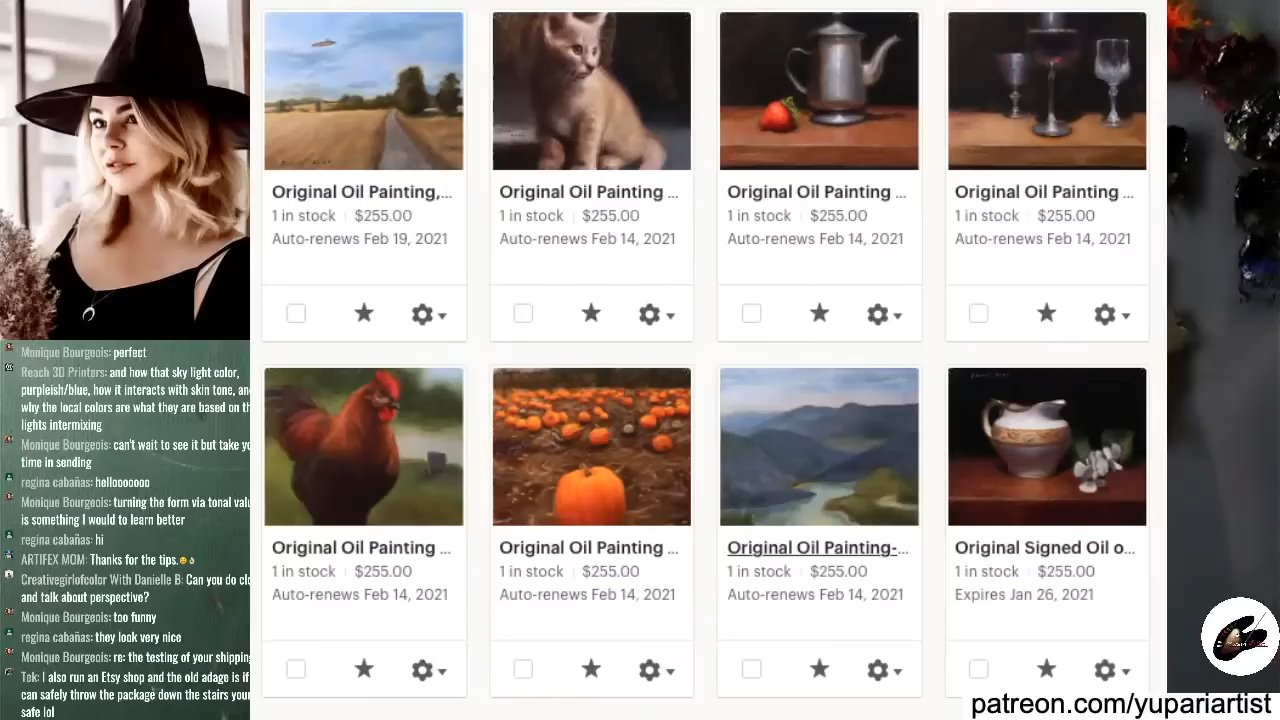 Original Oil Painting,...
1 in stock | $255.00
Auto-renews Feb 19, 2021
Original Oil Painting ...
1 in stock | $255.00
Auto-renews Feb 14, 2021
Original Oil Painting ...
1 in stock | $255.00
Auto-renews Feb 14, 2021
Original Oil Painting ...
1 in stock | $255.00
Auto-renews Feb 14, 2021
Original Oil Painting ...
1 in stock | $255.00
Auto-renews Feb 14, 2021
Original Oil Painting ...
1 in stock | $255.00
Auto-renews Feb 14, 2021
Original Oil Painting-...
1 in stock | $255.00
Auto-renews Feb 14, 2021
Original Signed Oil o...
1 in stock | $255.00
Expires Jan 26, 2021
Monique Bourgeois: perfect
Reach 3D Printers: and how that sky light color,
purpleish/blue, how it interacts with skin tone, an
why the local colors are what they are based on th
lights intermixing
Monique Bourgeois: can't wait to see it but take yo
time in sending
regina cabañas: hellooooooo
Monique Bourgeois: turning the form via tonal valu
is something I would to learn better
regina cabañas: hi
ARTIFEX MOM: Thanks for the tips.
Creativegirlofcolor With Danielle B: Can you do clo
and talk about perspective?
Monique Bourgeois: too funny
regina cabañas: they look very nice
Monique Bourgeois: re: the testing of your shipping
Tok: I also run an Etsy shop and the old adage is if
can safely throw the package down the stairs your
safe lol
patreon.com/yupariartist